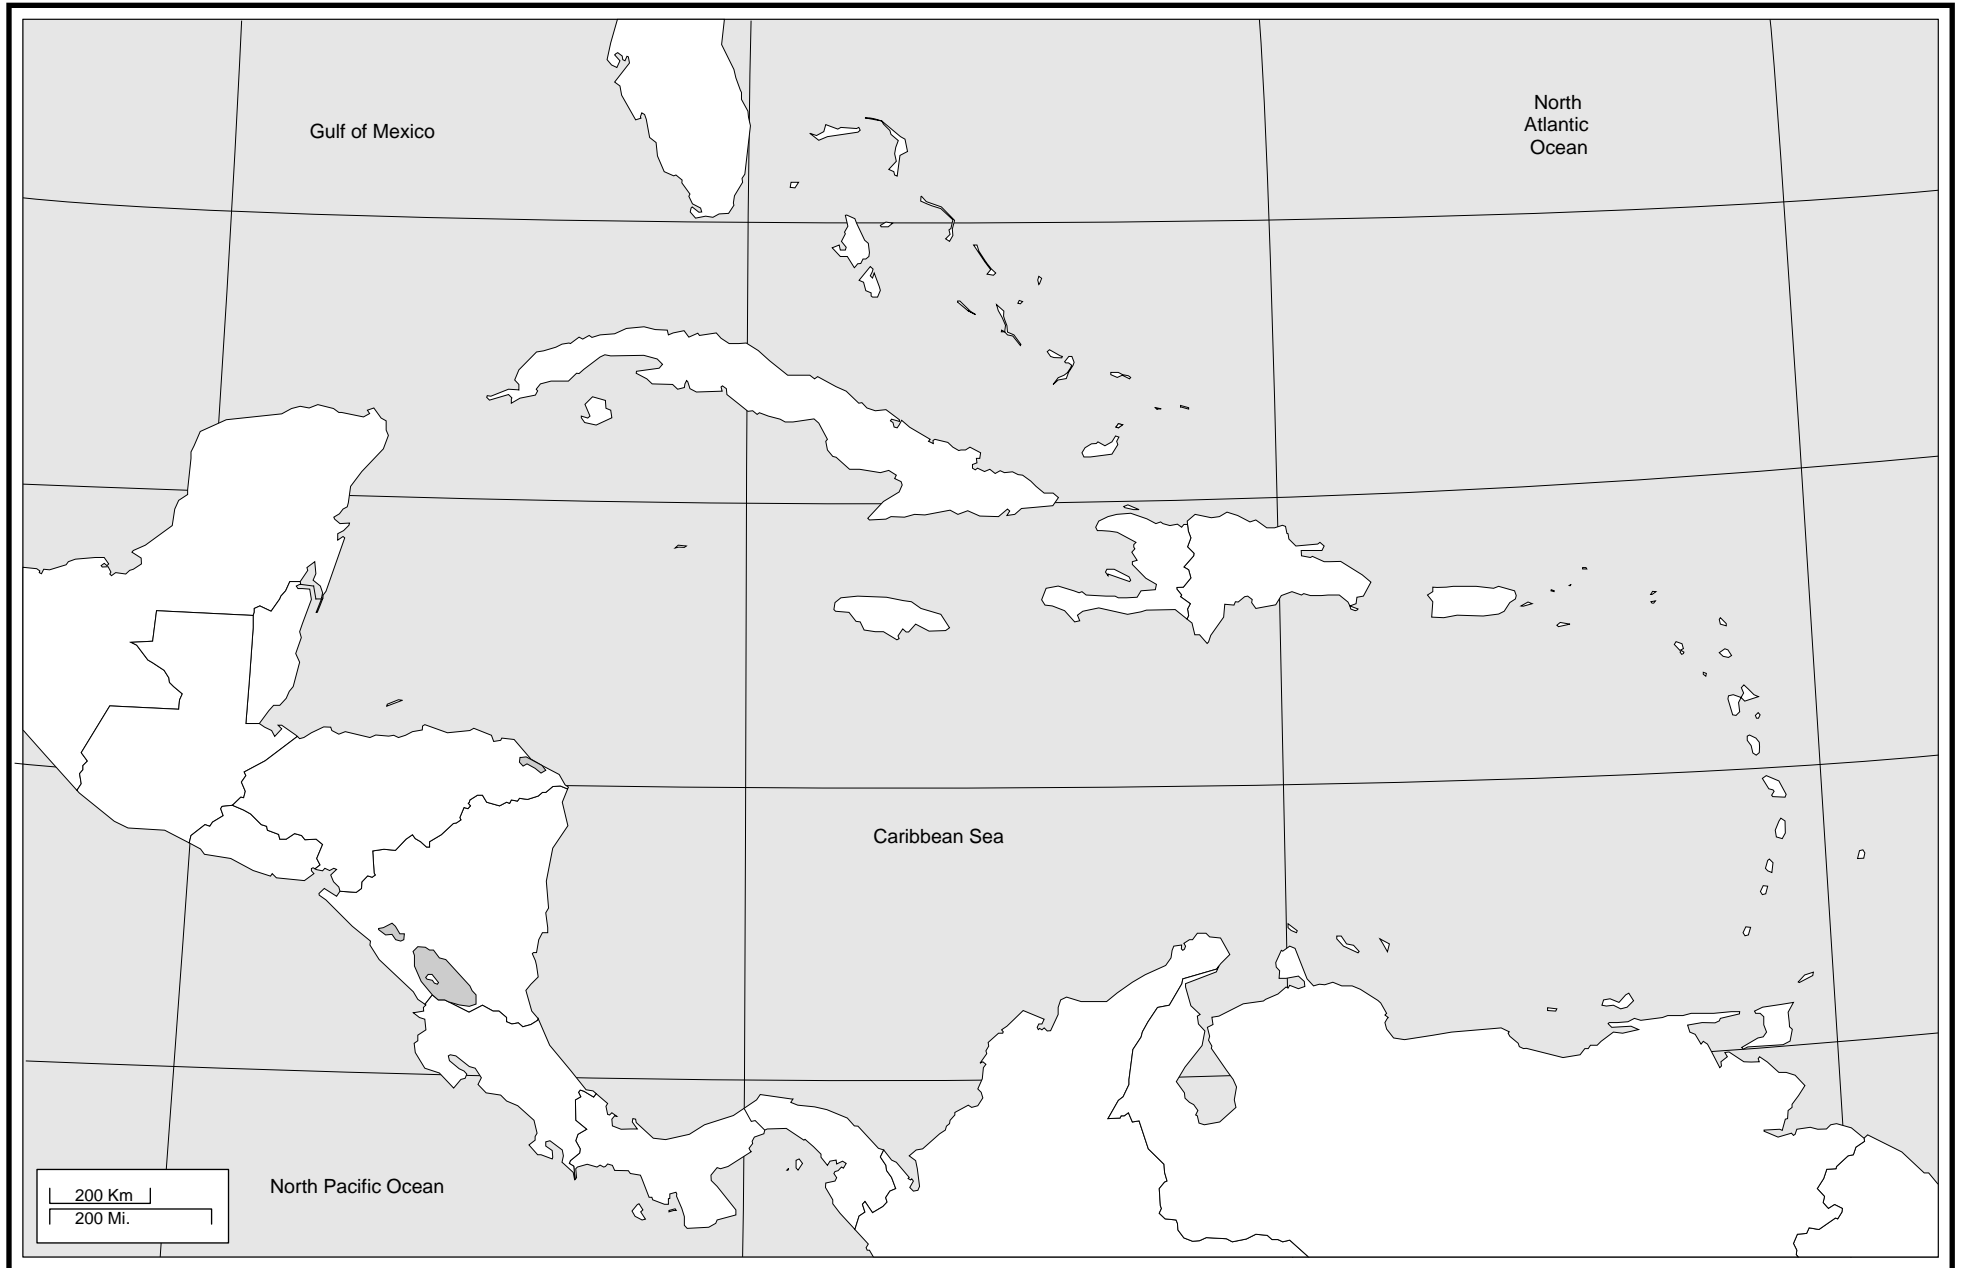 Gulf of Mexico
North
Atlantic
Ocean
Caribbean Sea
North Pacific Ocean
200 Km
200 Mi.